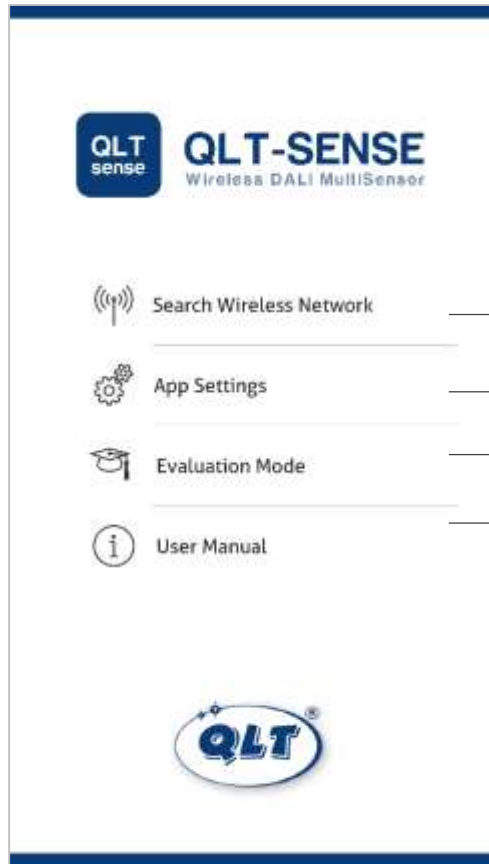 QLT
sense
QLT-SENSE
Wireless DALI MultiSensor
Search Wireless Network
App Settings
Evaluation Mode
i
User Manual
QLT®